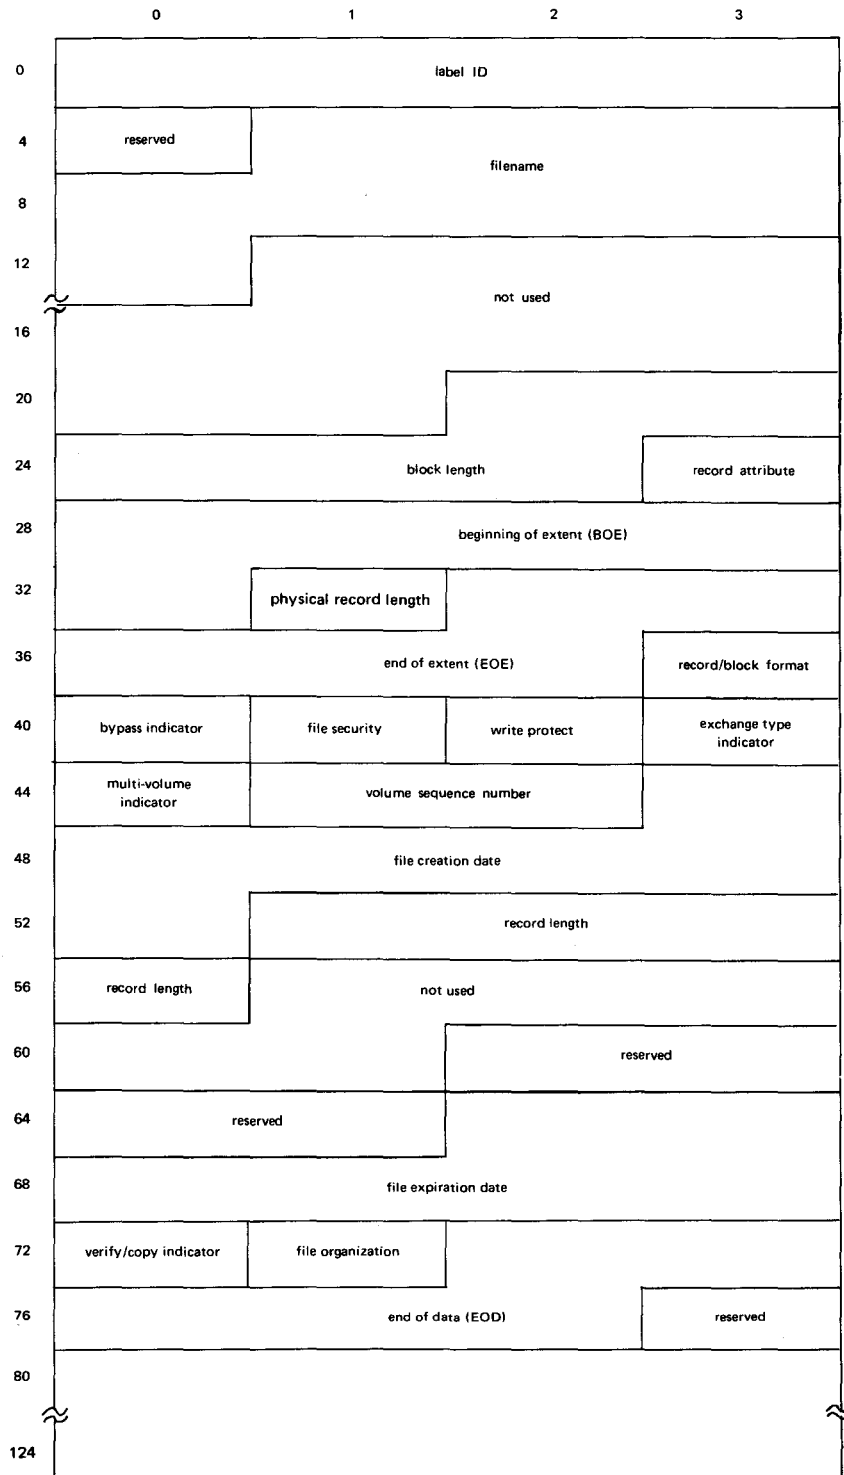 0 1 2 3
0 label ID
4 reserved
filename
8
12
not used
16
20
24 block length record attribute
28 beginning of extent (BOE)
32 physical record length
36 end of extent (EOE) record/block format
40 bypass indicator file security write protect exchange type
indicator
44 multi-volume
indicator volume sequence number
48 file creation date
52 record length
56 record length not used
60 reserved
64 reserved
68 file expiration date
72 verify/copy indicator file organization
76 end of data (EOD) reserved
80
124